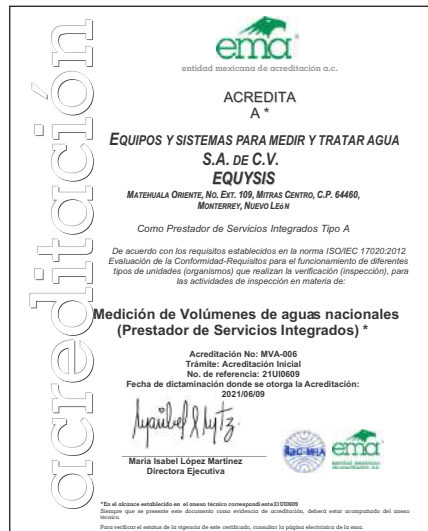 acreditación
ema
entidad mexicana de acreditación a.c.
ACREDITA
A *
EQUIPOS Y SISTEMAS PARA MEDIR Y TRATAR AGUA
S.A. DE C.V.
EQUYSIS
MATEHUALA ORIENTE, NO. EXT. 109, MITRAS CENTRO, C.P. 64460,
MONTERREY, NUEVO LEÓN
Como Prestador de Servicios Integrados Tipo A
De acuerdo con los requisitos establecidos en la norma ISO/IEC 17020:2012
Evaluación de la Conformidad-Requisitos para el funcionamiento de diferentes
tipos de unidades (organismos) que realizan la verificación (inspección), para
las actividades de inspección en materia de:
Medición de Volúmenes de aguas nacionales
(Prestador de Servicios Integrados) *
Acreditación No: MVA-006
Trámite: Acreditación Inicial
No. de referencia: 21UI0609
Fecha de dictaminación donde se otorga la Acreditación:
2021/06/09
Maria Isabel López Martínez
Directora Ejecutiva
ilac-MRA
ema
entidad mexicana
de acreditación a.c.
*En el alcance establecido en el anexo técnico correspondiente 21UI0609
Siempre que se presente este documento como evidencia de acreditación, deberá estar acompañado del anexo
técnico.
Para verificar el estatus de la vigencia de este certificado, consultar la página electrónica de la ema.